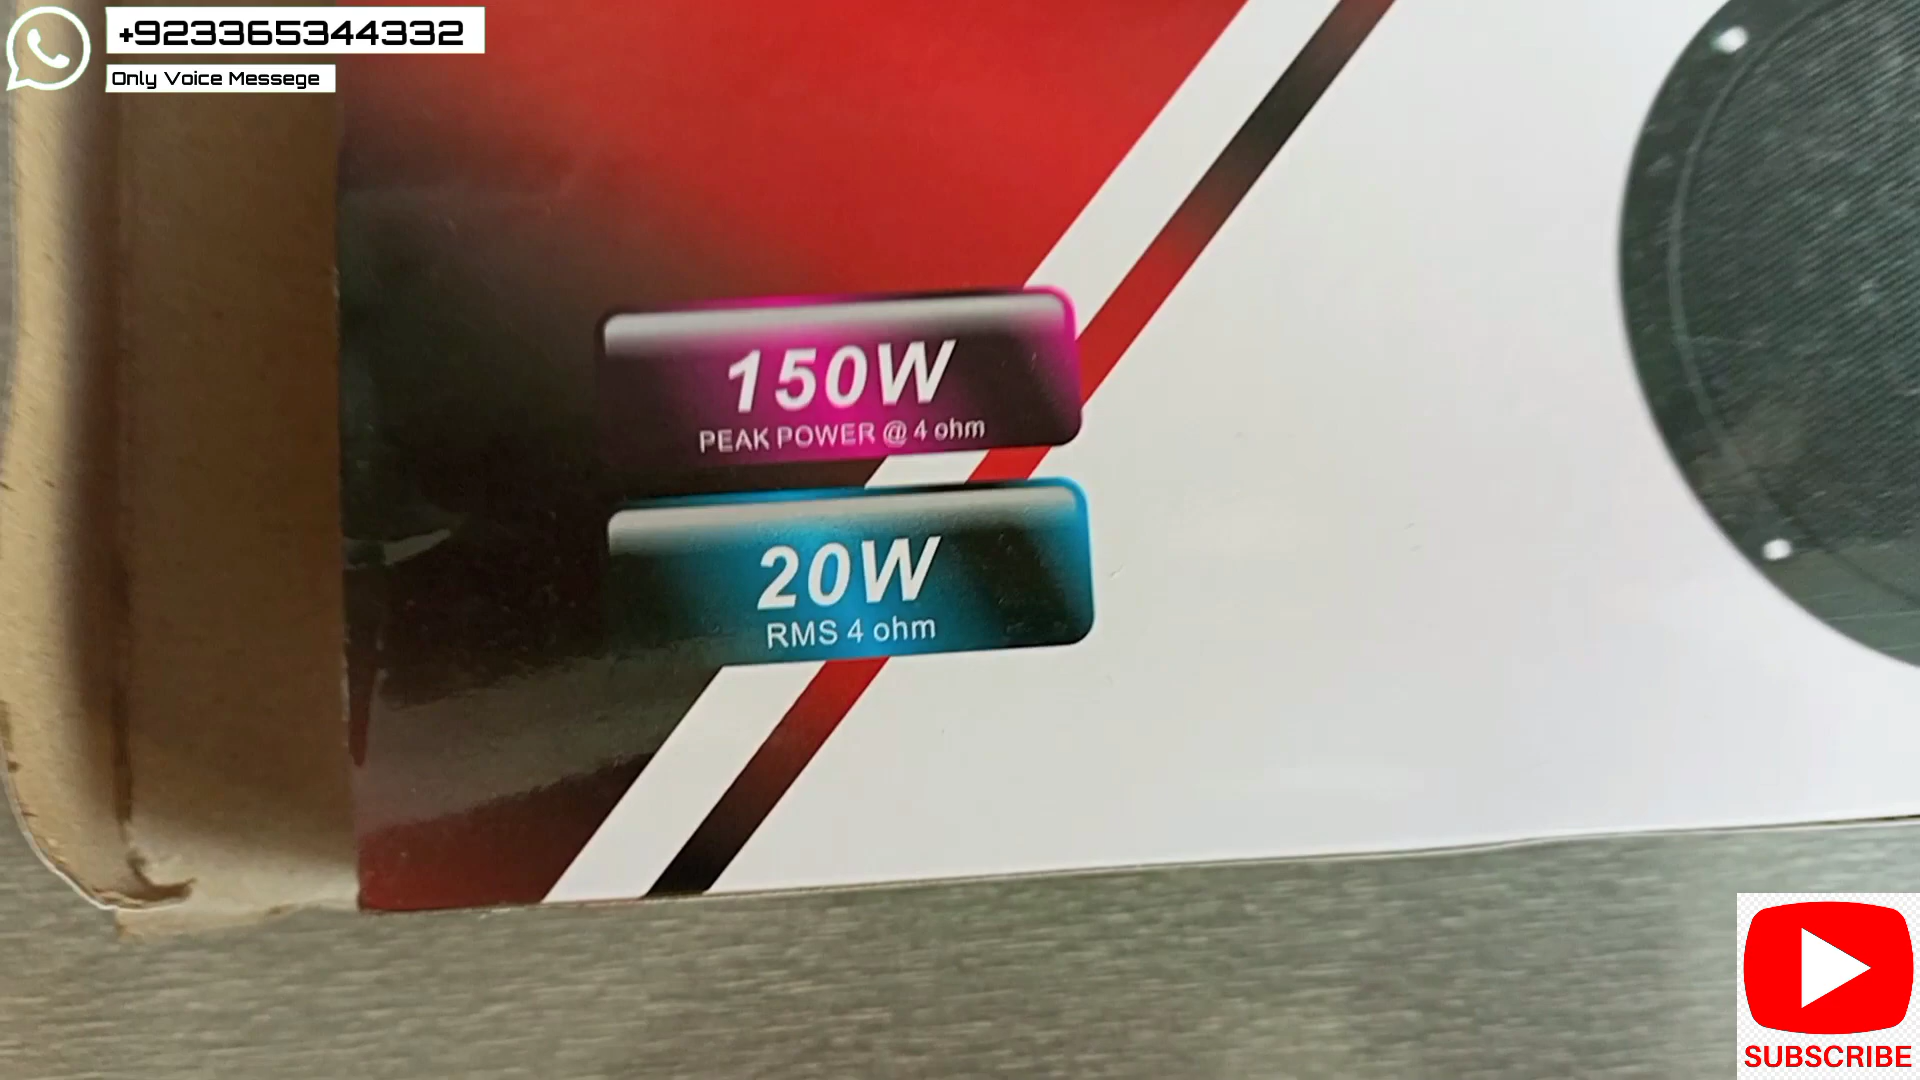 +923365344332
Only Voice Messege
150W
PEAK POWER @ 4 ohm
20W
RMS 4 ohm
SUBSCRIBE